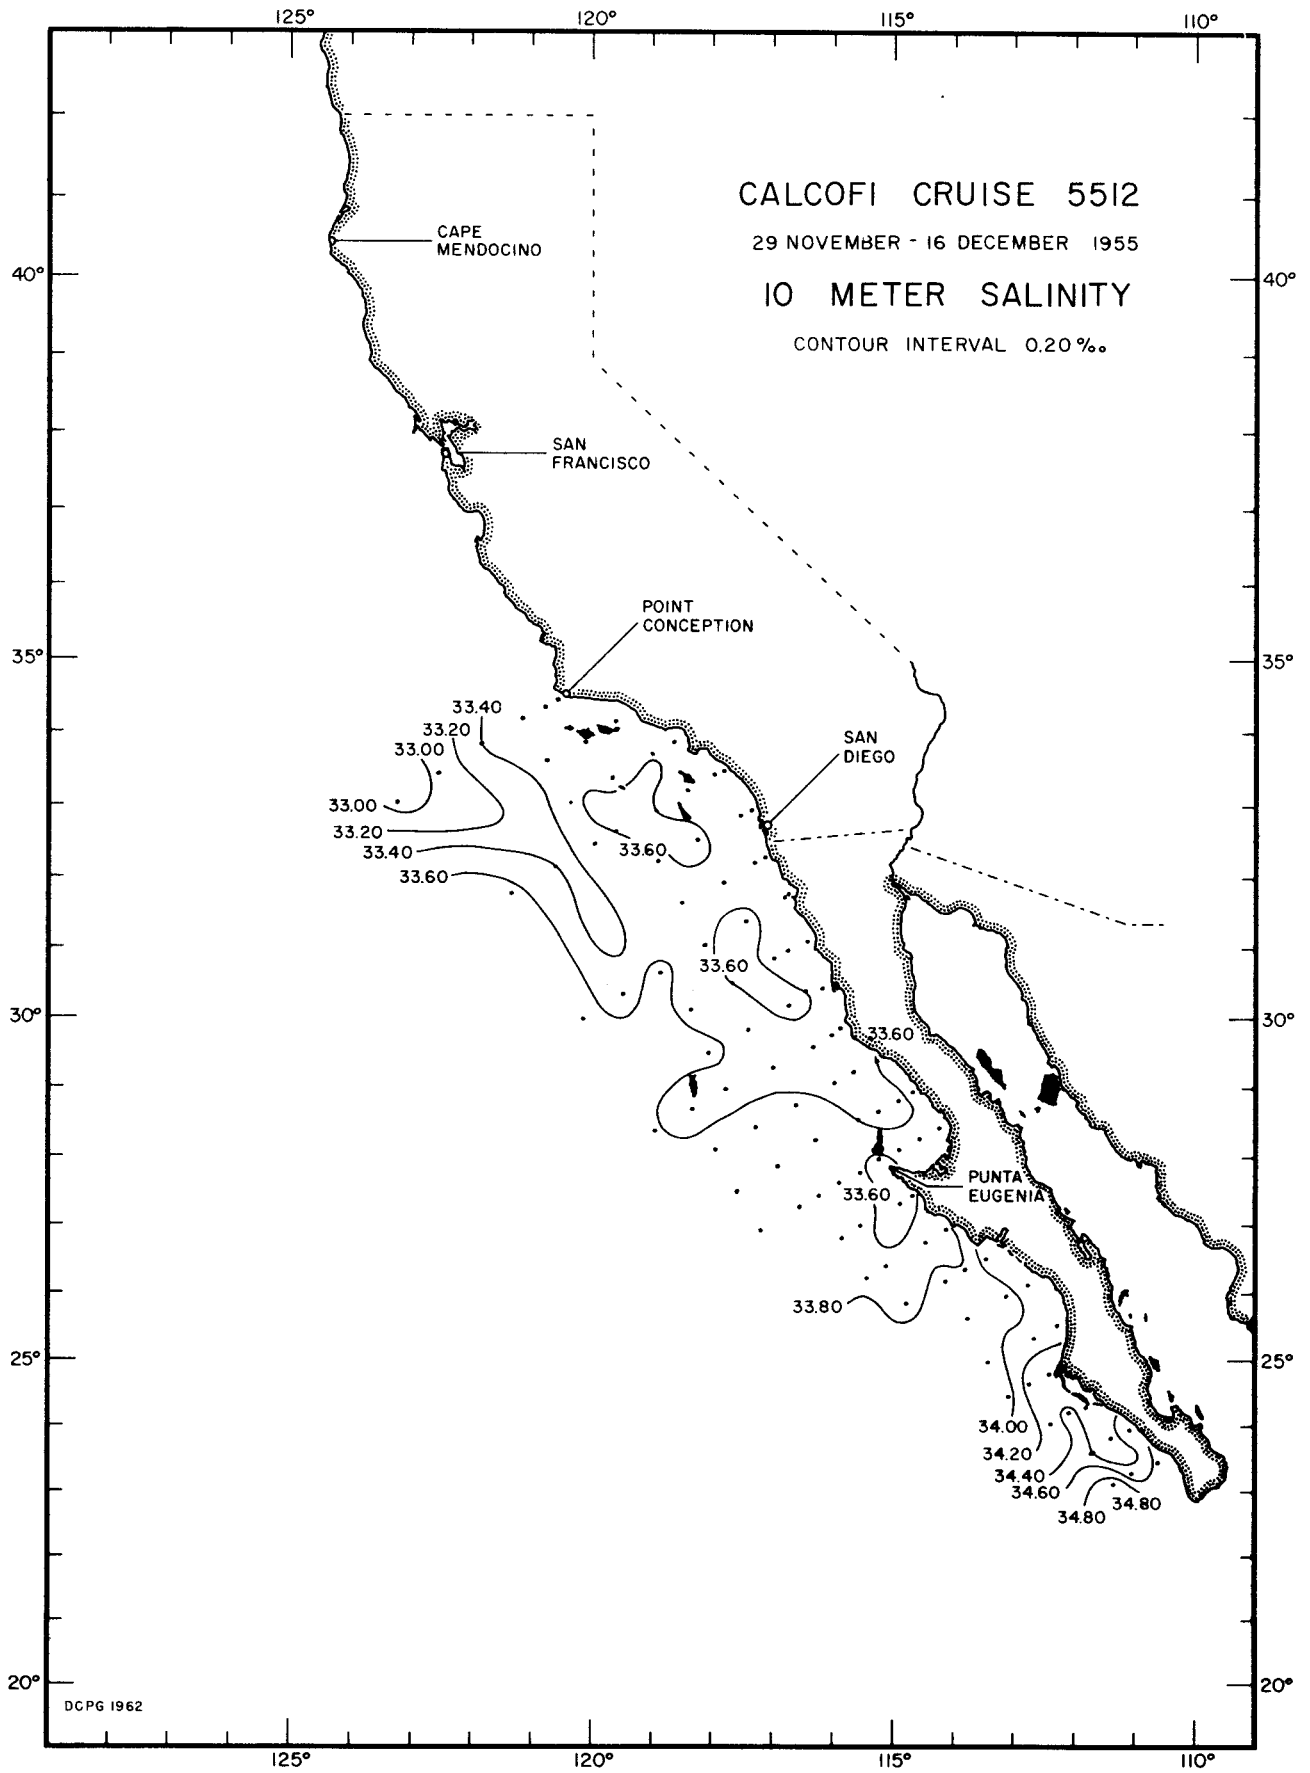 125° 120° 115° 110°
CALCOFI CRUISE 5512
29 NOVEMBER - 16 DECEMBER 1955
10 METER SALINITY
CONTOUR INTERVAL 0.20 ‰
CAPE
MENDOCINO
40° 40°
SAN
FRANCISCO
POINT
CONCEPTION
35° 35°
33.40
33.20
33.00
SAN
DIEGO
33.00
33.20
33.40
33.60
33.60
33.60
30° 30°
33.60
PUNTA
EUGENIA
33.60
33.80
25° 25°
34.00
34.20
34.40
34.60
34.80
34.80
20° 20°
DCPG 1962
125° 120° 115° 110°